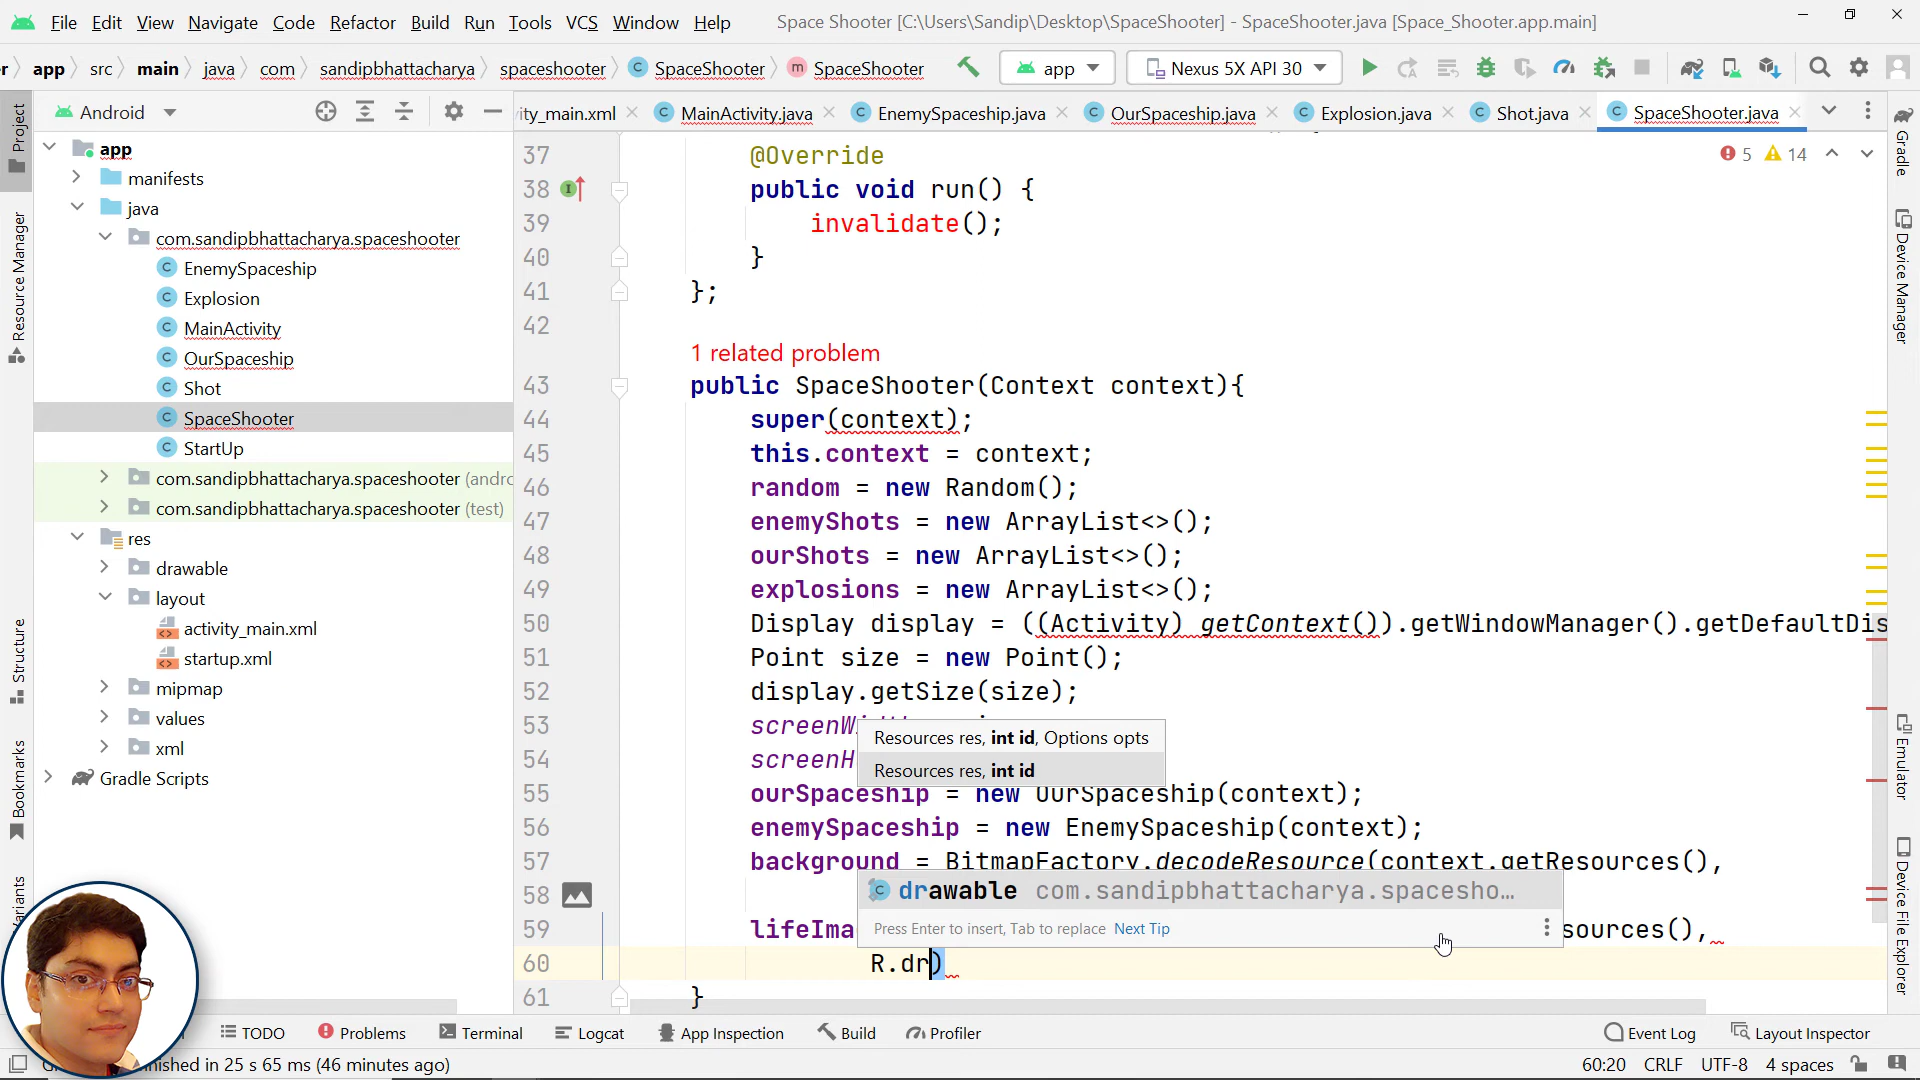 File Edit View Navigate Code Refactor Build Run Tools VCS Window Help Space Shooter [C:\Users\Sandip\Desktop\SpaceShooter] - SpaceShooter.java [Space_Shooter.app.main]
r app src main java com sandipbhattacharya spaceshooter SpaceShooter SpaceShooter app Nexus 5X API 30
Android
ity_main.xml MainActivity.java EnemySpaceship.java OurSpaceship.java Explosion.java Shot.java SpaceShooter.java
Project
Resource Manager
Structure
Bookmarks
app
manifests
java
com.sandipbhattacharya.spaceshooter
EnemySpaceship
Explosion
MainActivity
OurSpaceship
Shot
SpaceShooter
StartUp
com.sandipbhattacharya.spaceshooter (andro
com.sandipbhattacharya.spaceshooter (test)
res
drawable
layout
activity_main.xml
startup.xml
mipmap
values
xml
Gradle Scripts
5 14
37 @Override
38 public void run() {
39 invalidate();
40 }
41 };
42
1 related problem
43 public SpaceShooter(Context context){
44 super(context);
45 this.context = context;
46 random = new Random();
47 enemyShots = new ArrayList<>();
48 ourShots = new ArrayList<>();
49 explosions = new ArrayList<>();
50 Display display = ((Activity) getContext()).getWindowManager().getDefaultDis
51 Point size = new Point();
52 display.getSize(size);
53 screenWidth
54 screenH
Resources res, int id, Options opts
Resources res, int id
55 ourSpaceship = new OurSpaceship(context);
56 enemySpaceship = new EnemySpaceship(context);
57 background = BitmapFactory.decodeResource(context.getResources(),
58
drawable com.sandipbhattacharya.spacesho...
Press Enter to insert, Tab to replace Next Tip
59 lifeIma sources(),
60 R.dr)
61 }
Gradle
Device Manager
Emulator
Device File Explorer
TODO Problems Terminal Logcat App Inspection Build Profiler Event Log Layout Inspector
nished in 25 s 65 ms (46 minutes ago) 60:20 CRLF UTF-8 4 spaces